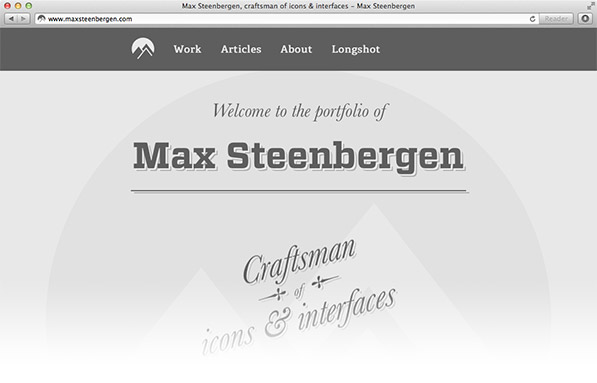 Max Steenbergen, craftsman of icons & interfaces – Max Steenbergen
www.maxsteenbergen.com
Reader
Work Articles About Longshot
Welcome to the portfolio of
Max Steenbergen
Craftsman
of
icons & interfaces